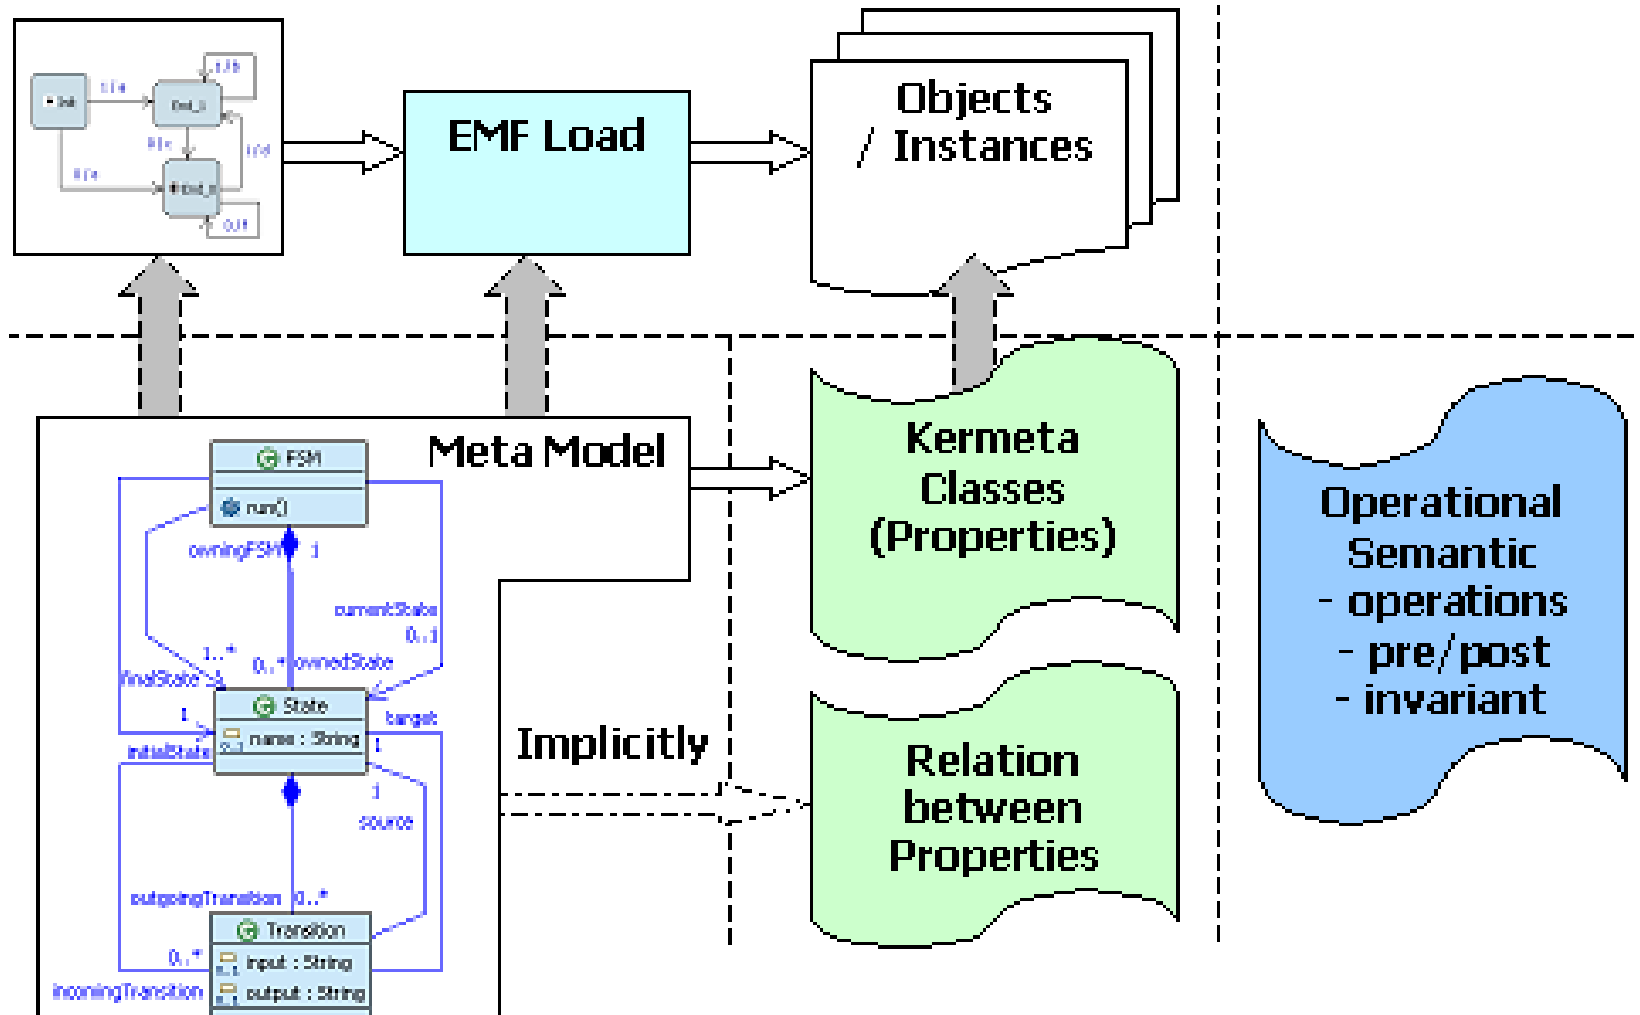 EMF Load
Objects
/ Instances
Meta Model
FSM
run()
owningFSM
1
currentState
0..1
1..*
0..*
ownedState
finalState
State
1
target
name : String
1
initialState
1
source
Implicitly
outgoingTransition
0..*
Transition
0..*
input : String
incomingTransition
output : String
Kermeta
Classes
(Properties)
Relation
between
Properties
Operational
Semantic
- operations
- pre/post
- invariant